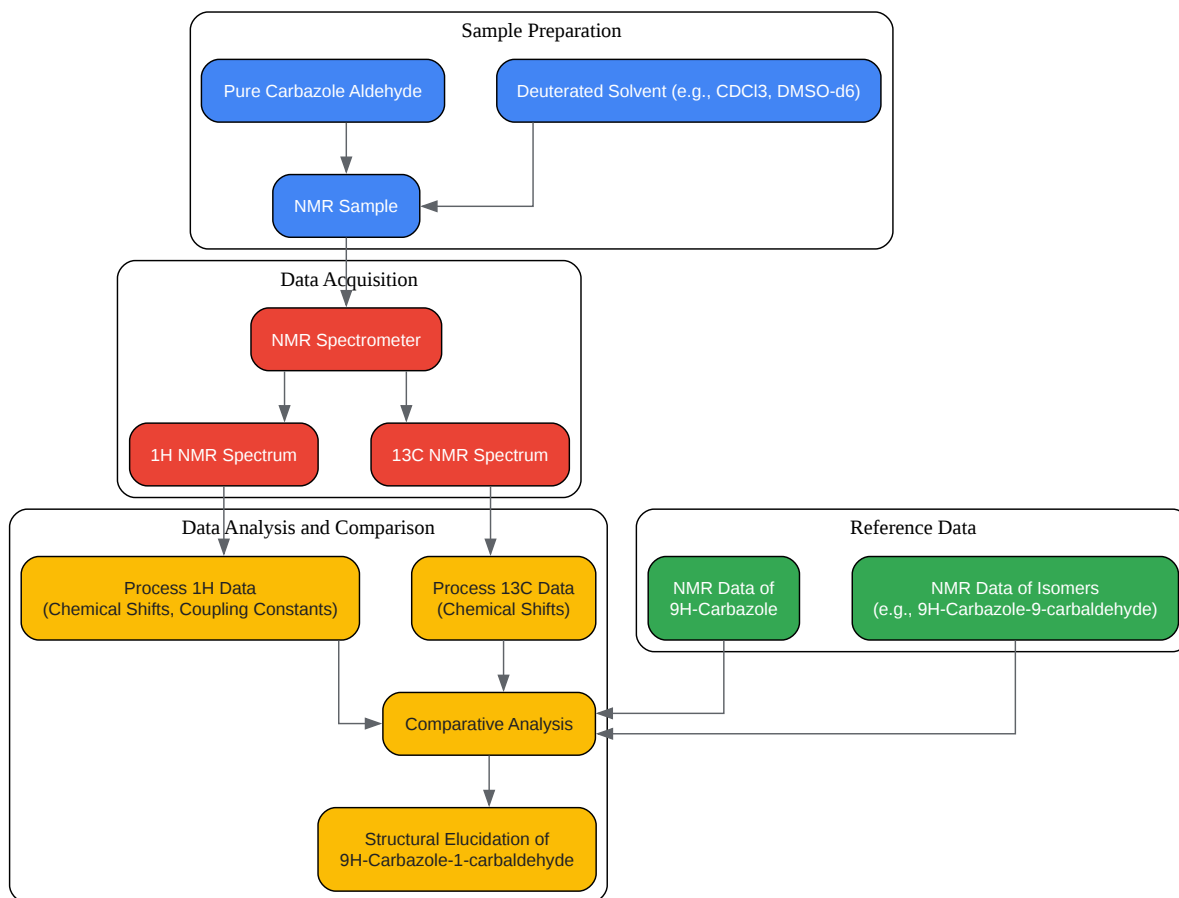 Sample Preparation
Pure Carbazole Aldehyde
Deuterated Solvent (e.g., CDCl3, DMSO-d6)
NMR Sample
Data Acquisition
NMR Spectrometer
1H NMR Spectrum
13C NMR Spectrum
Data Analysis and Comparison
Process 1H Data
(Chemical Shifts, Coupling Constants)
Process 13C Data
(Chemical Shifts)
Reference Data
NMR Data of
9H-Carbazole
NMR Data of Isomers
(e.g., 9H-Carbazole-9-carbaldehyde)
Comparative Analysis
Structural Elucidation of
9H-Carbazole-1-carbaldehyde